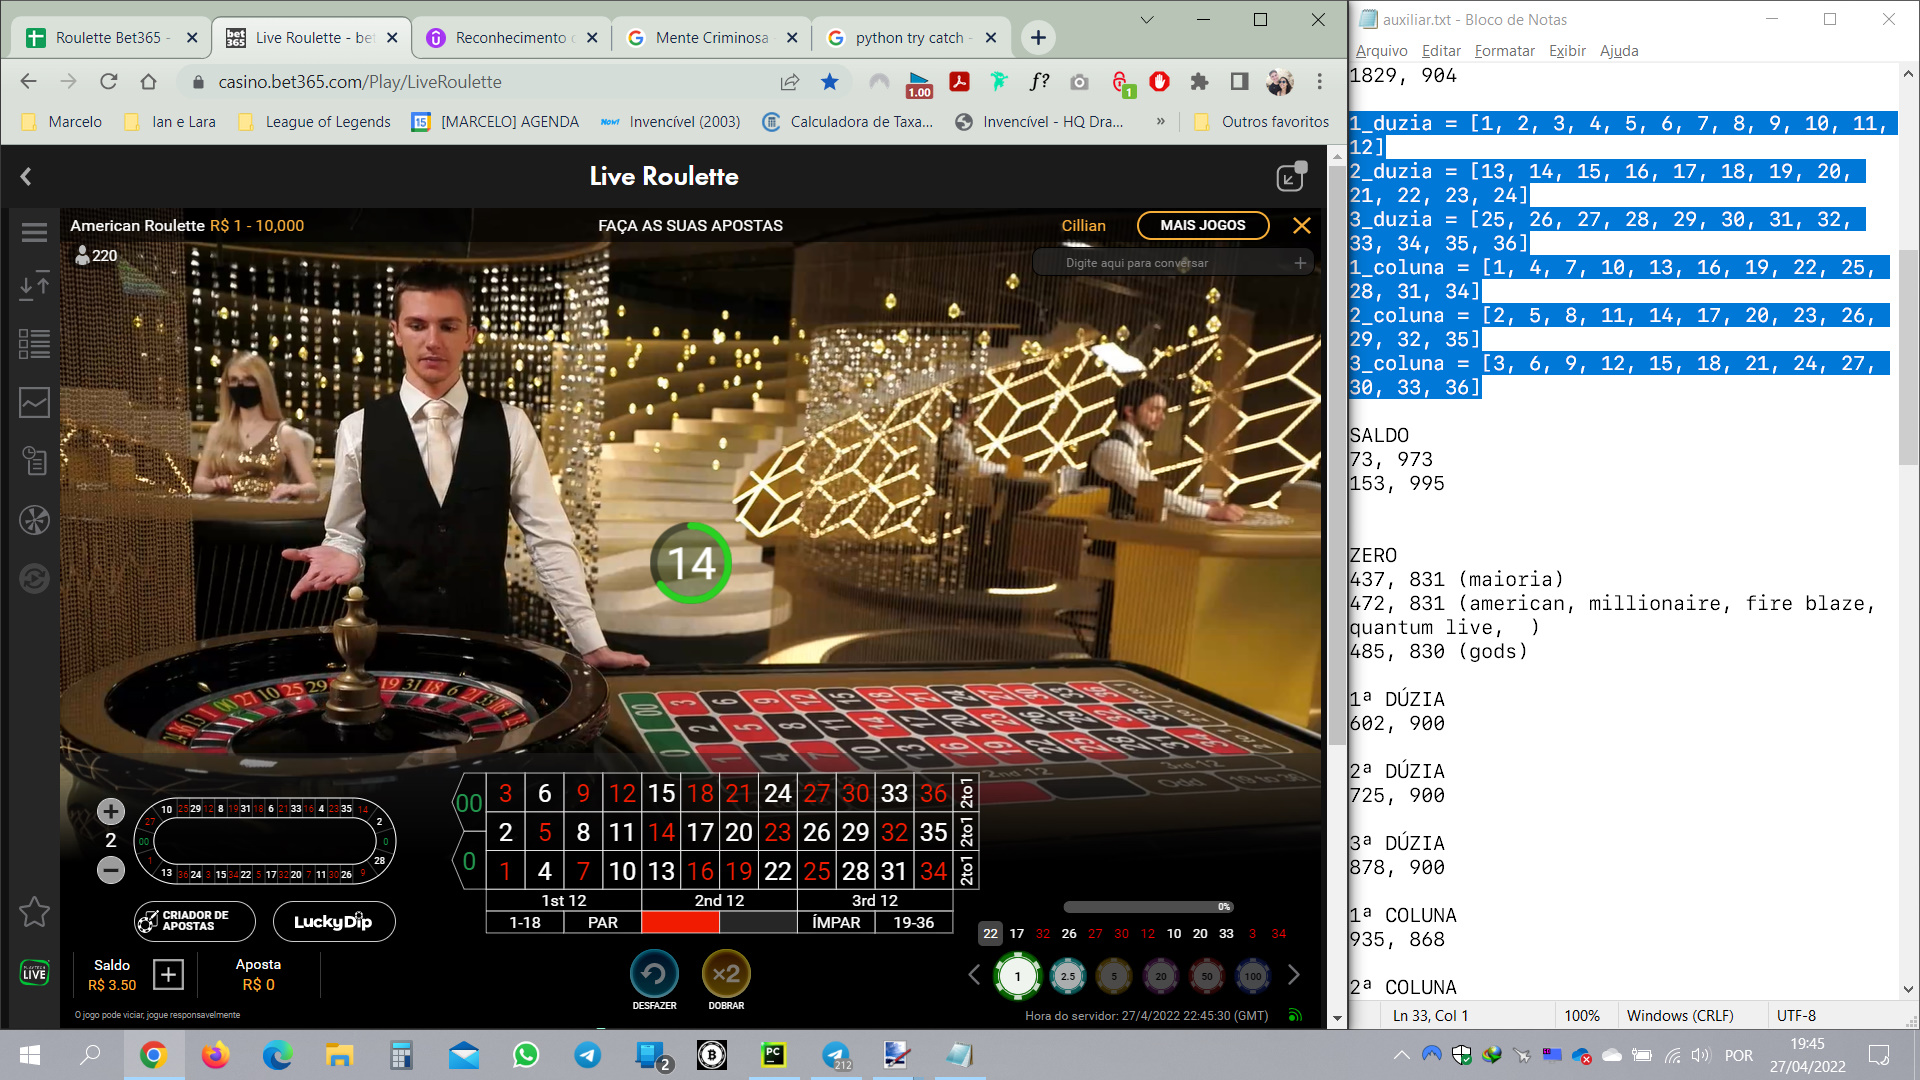 Roulette Bet365 -
Live Roulette - bet
Reconhecimento
Mente Criminosa
python try catch -
casino.bet365.com/Play/LiveRoulette
1.00
f?
1
Marcelo
Ian e Lara
League of Legends
[MARCELO] AGENDA
Invencível (2003)
Calculadora de Taxa...
Invencível - HQ Dra...
»
Outros favoritos
Live Roulette
American Roulette R$ 1 - 10,000
FAÇA AS SUAS APOSTAS
Cillian
MAIS JOGOS
220
Digite aqui para conversar
14
00 3 6 9 12 15 18 21 24 27 30 33 36 2to1
2 5 8 11 14 17 20 23 26 29 32 35 2to1
0 1 4 7 10 13 16 19 22 25 28 31 34 2to1
1st 12 2nd 12 3rd 12
1-18 PAR ÍMPAR 19-36
2
CRIADOR DE
APOSTAS
LuckyDip
0%
22 17 32 26 27 30 12 10 20 33 3 34
1 2.5 5 20 50 100
Saldo
R$ 3.50
Aposta
R$ 0
DESFAZER
x2
DOBRAR
PLAYTECH
LIVE
O jogo pode viciar, jogue responsavelmente
Hora do servidor: 27/4/2022 22:45:30 (GMT)
auxiliar.txt - Bloco de Notas
Arquivo Editar Formatar Exibir Ajuda
1829, 904
1_duzia = [1, 2, 3, 4, 5, 6, 7, 8, 9, 10, 11,
12]
2_duzia = [13, 14, 15, 16, 17, 18, 19, 20,
21, 22, 23, 24]
3_duzia = [25, 26, 27, 28, 29, 30, 31, 32,
33, 34, 35, 36]
1_coluna = [1, 4, 7, 10, 13, 16, 19, 22, 25,
28, 31, 34]
2_coluna = [2, 5, 8, 11, 14, 17, 20, 23, 26,
29, 32, 35]
3_coluna = [3, 6, 9, 12, 15, 18, 21, 24, 27,
30, 33, 36]
SALDO
73, 973
153, 995
ZERO
437, 831 (maioria)
472, 831 (american, millionaire, fire blaze,
quantum live,  )
485, 830 (gods)
1ª DÚZIA
602, 900
2ª DÚZIA
725, 900
3ª DÚZIA
878, 900
1ª COLUNA
935, 868
2ª COLUNA
Ln 33, Col 1
100%
Windows (CRLF)
UTF-8
2
PC
212
POR
19:45
27/04/2022